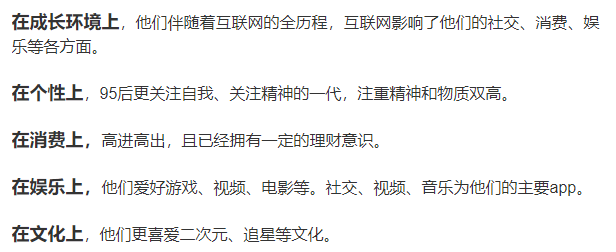 在成长环境上，他们伴随着互联网的全历程，互联网影响了他们的社交、消费、娱
乐等各方面。
在个性上，95后更关注自我、关注精神的一代，注重精神和物质双高。
在消费上，高进高出，且已经拥有一定的理财意识。
在娱乐上，他们爱好游戏、视频、电影等。社交、视频、音乐为他们的主要app。
在文化上，他们更喜爱二次元、追星等文化。